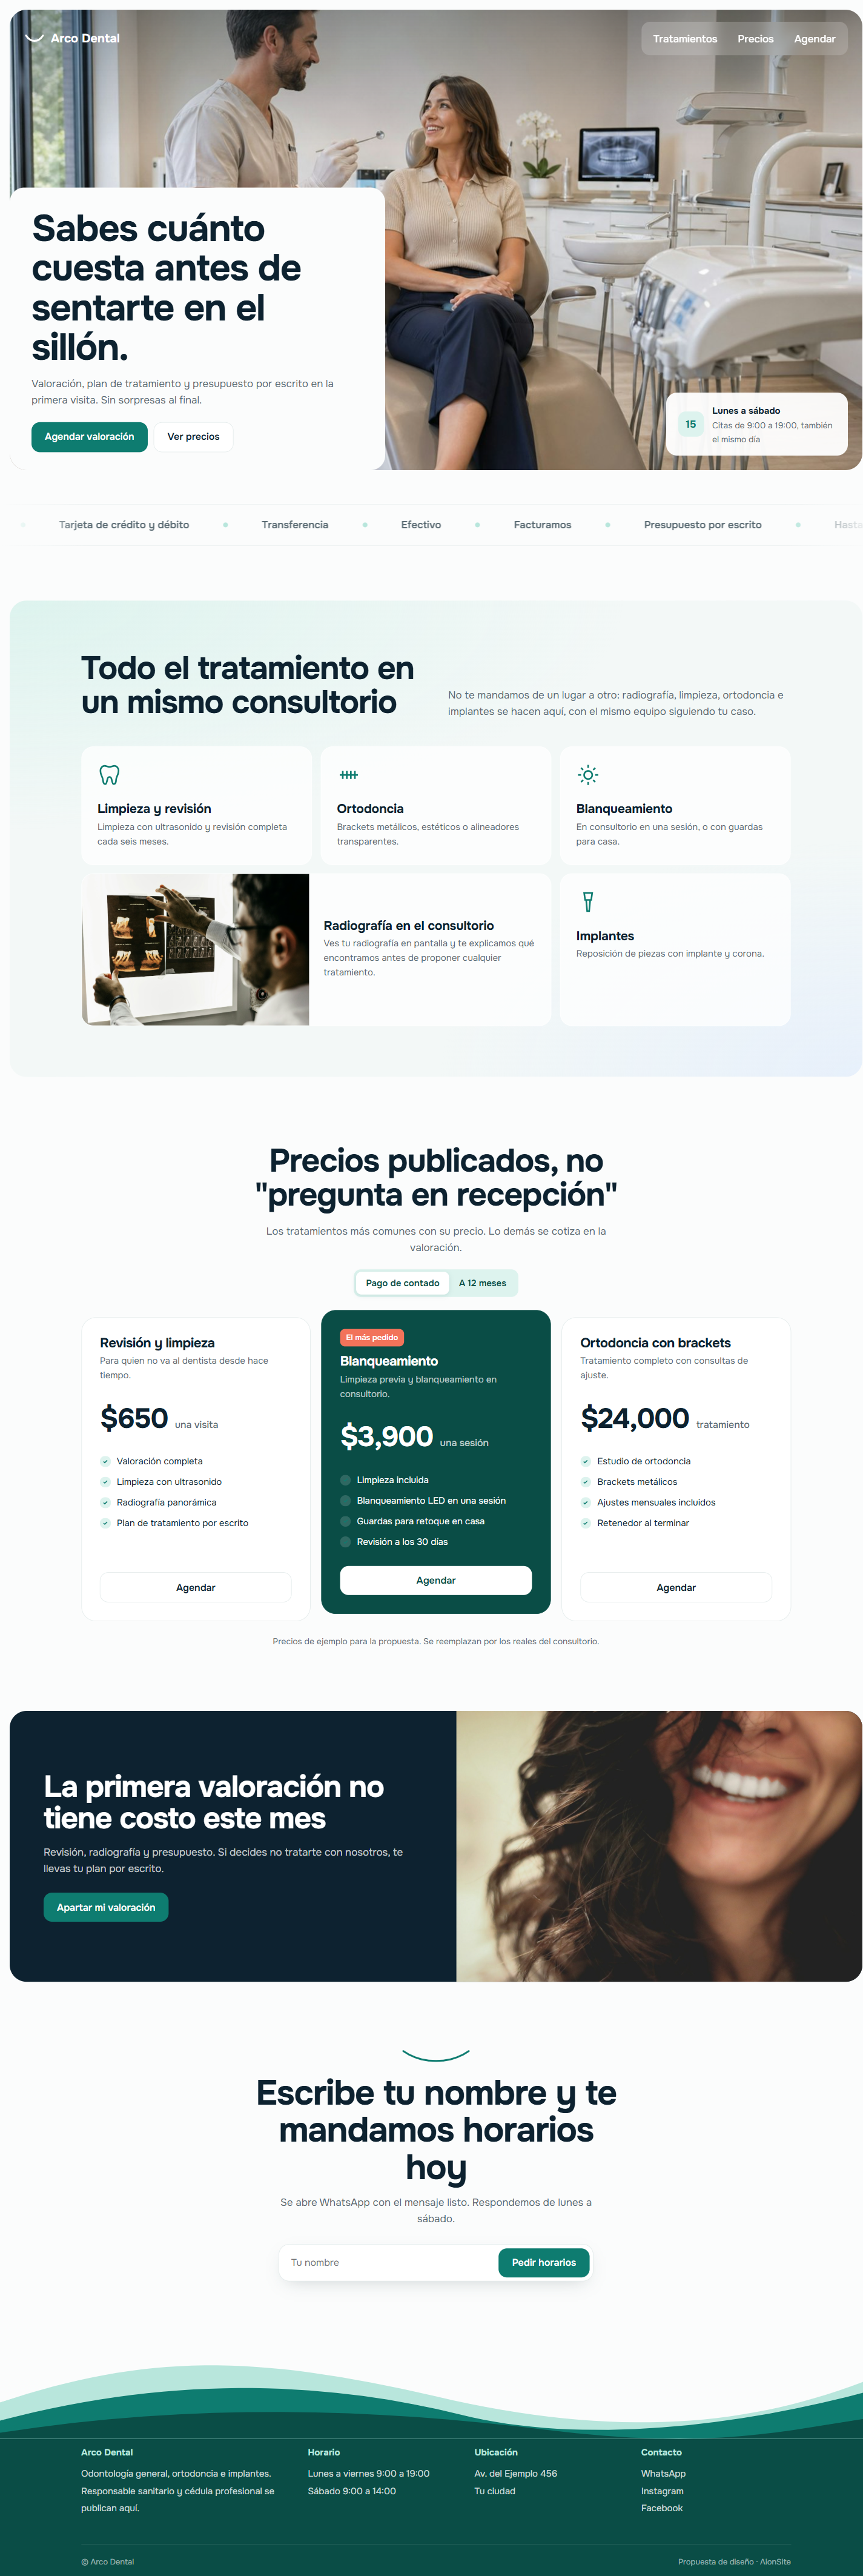 Arco Dental
Tratamientos
Precios
Agendar
Sabes cuánto
cuesta antes de
sentarte en el
sillón.
Valoración, plan de tratamiento y presupuesto por escrito en la
primera visita. Sin sorpresas al final.
Agendar valoración
Ver precios
15
Lunes a sábado
Citas de 9:00 a 19:00, también
el mismo día
Tarjeta de crédito y débito
Transferencia
Efectivo
Facturamos
Presupuesto por escrito
Hasta
Todo el tratamiento en
un mismo consultorio
No te mandamos de un lugar a otro: radiografía, limpieza, ortodoncia e
implantes se hacen aquí, con el mismo equipo siguiendo tu caso.
Limpieza y revisión
Limpieza con ultrasonido y revisión completa
cada seis meses.
Ortodoncia
Brackets metálicos, estéticos o alineadores
transparentes.
Blanqueamiento
En consultorio en una sesión, o con guardas
para casa.
Radiografía en el consultorio
Ves tu radiografía en pantalla y te explicamos qué
encontramos antes de proponer cualquier
tratamiento.
Implantes
Reposición de piezas con implante y corona.
Precios publicados, no
"pregunta en recepción"
Los tratamientos más comunes con su precio. Lo demás se cotiza en la
valoración.
Pago de contado
A 12 meses
Revisión y limpieza
Para quien no va al dentista desde hace
tiempo.
$650 una visita
Valoración completa
Limpieza con ultrasonido
Radiografía panorámica
Plan de tratamiento por escrito
Agendar
El más pedido
Blanqueamiento
Limpieza previa y blanqueamiento en
consultorio.
$3,900 una sesión
Limpieza incluida
Blanqueamiento LED en una sesión
Guardas para retoque en casa
Revisión a los 30 días
Agendar
Ortodoncia con brackets
Tratamiento completo con consultas de
ajuste.
$24,000 tratamiento
Estudio de ortodoncia
Brackets metálicos
Ajustes mensuales incluidos
Retenedor al terminar
Agendar
Precios de ejemplo para la propuesta. Se reemplazan por los reales del consultorio.
La primera valoración no
tiene costo este mes
Revisión, radiografía y presupuesto. Si decides no tratarte con nosotros, te
llevas tu plan por escrito.
Apartar mi valoración
Escribe tu nombre y te
mandamos horarios
hoy
Se abre WhatsApp con el mensaje listo. Respondemos de lunes a
sábado.
Tu nombre
Pedir horarios
Arco Dental
Odontología general, ortodoncia e implantes.
Responsable sanitario y cédula profesional se
publican aquí.
Horario
Lunes a viernes 9:00 a 19:00
Sábado 9:00 a 14:00
Ubicación
Av. del Ejemplo 456
Tu ciudad
Contacto
WhatsApp
Instagram
Facebook
© Arco Dental
Propuesta de diseño · AionSite